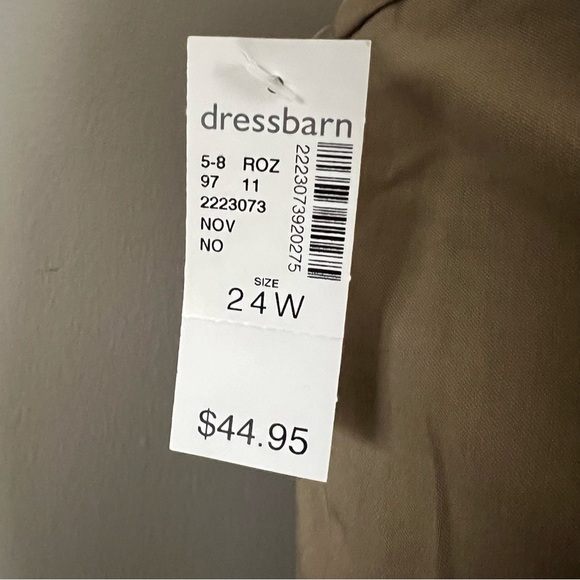 dressbarn
5-8 ROZ
97 11
2223073
NOV
NO
2223073920275
SIZE
24W
$44.95